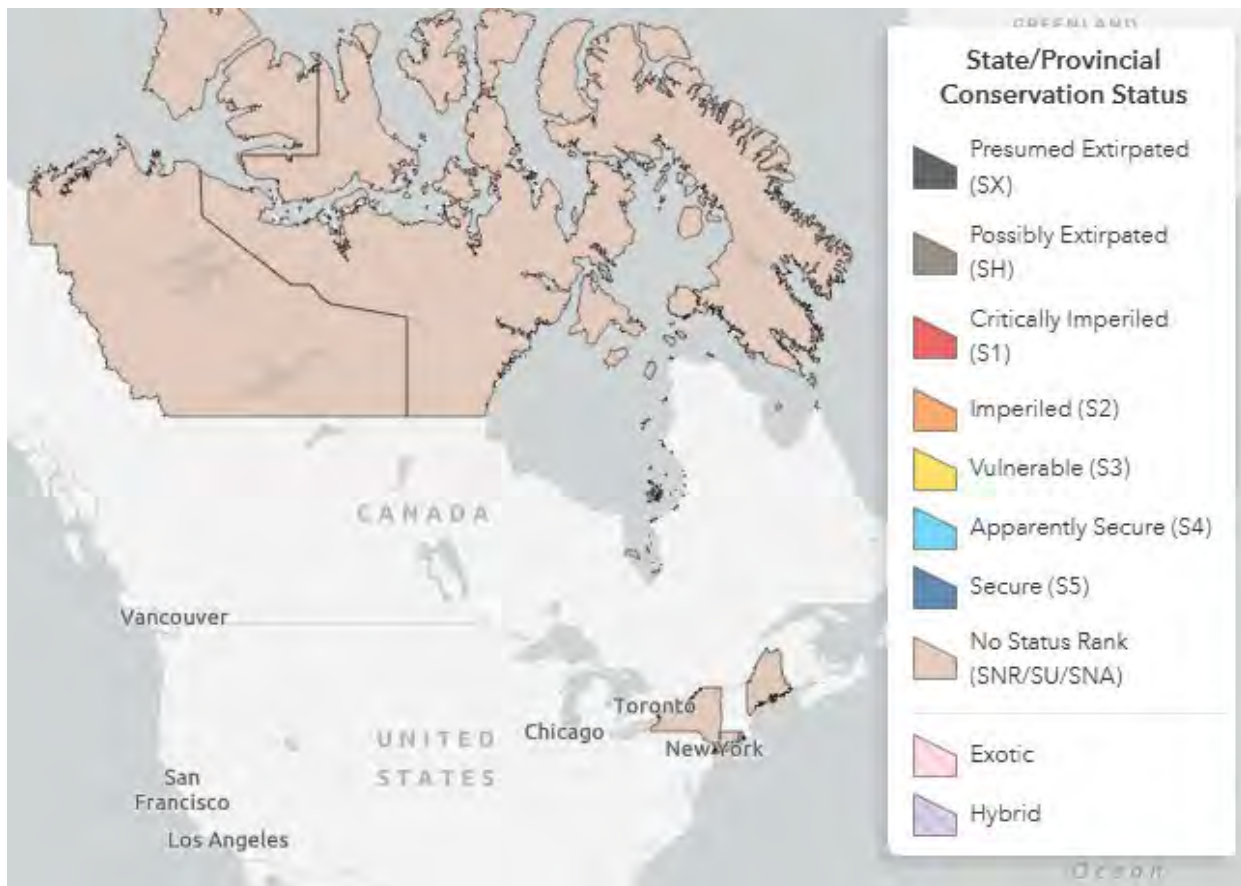 GREENLAND
State/Provincial
Conservation Status
Presumed Extirpated
(SX)
Possibly Extirpated
(SH)
Critically Imperiled
(S1)
Imperiled (S2)
Vulnerable (S3)
Apparently Secure (S4)
Secure (S5)
No Status Rank
(SNR/SU/SNA)
Exotic
Hybrid
CANADA
Vancouver
Toronto
Chicago
New York
UNITED
STATES
San
Francisco
Los Angeles
Ocean